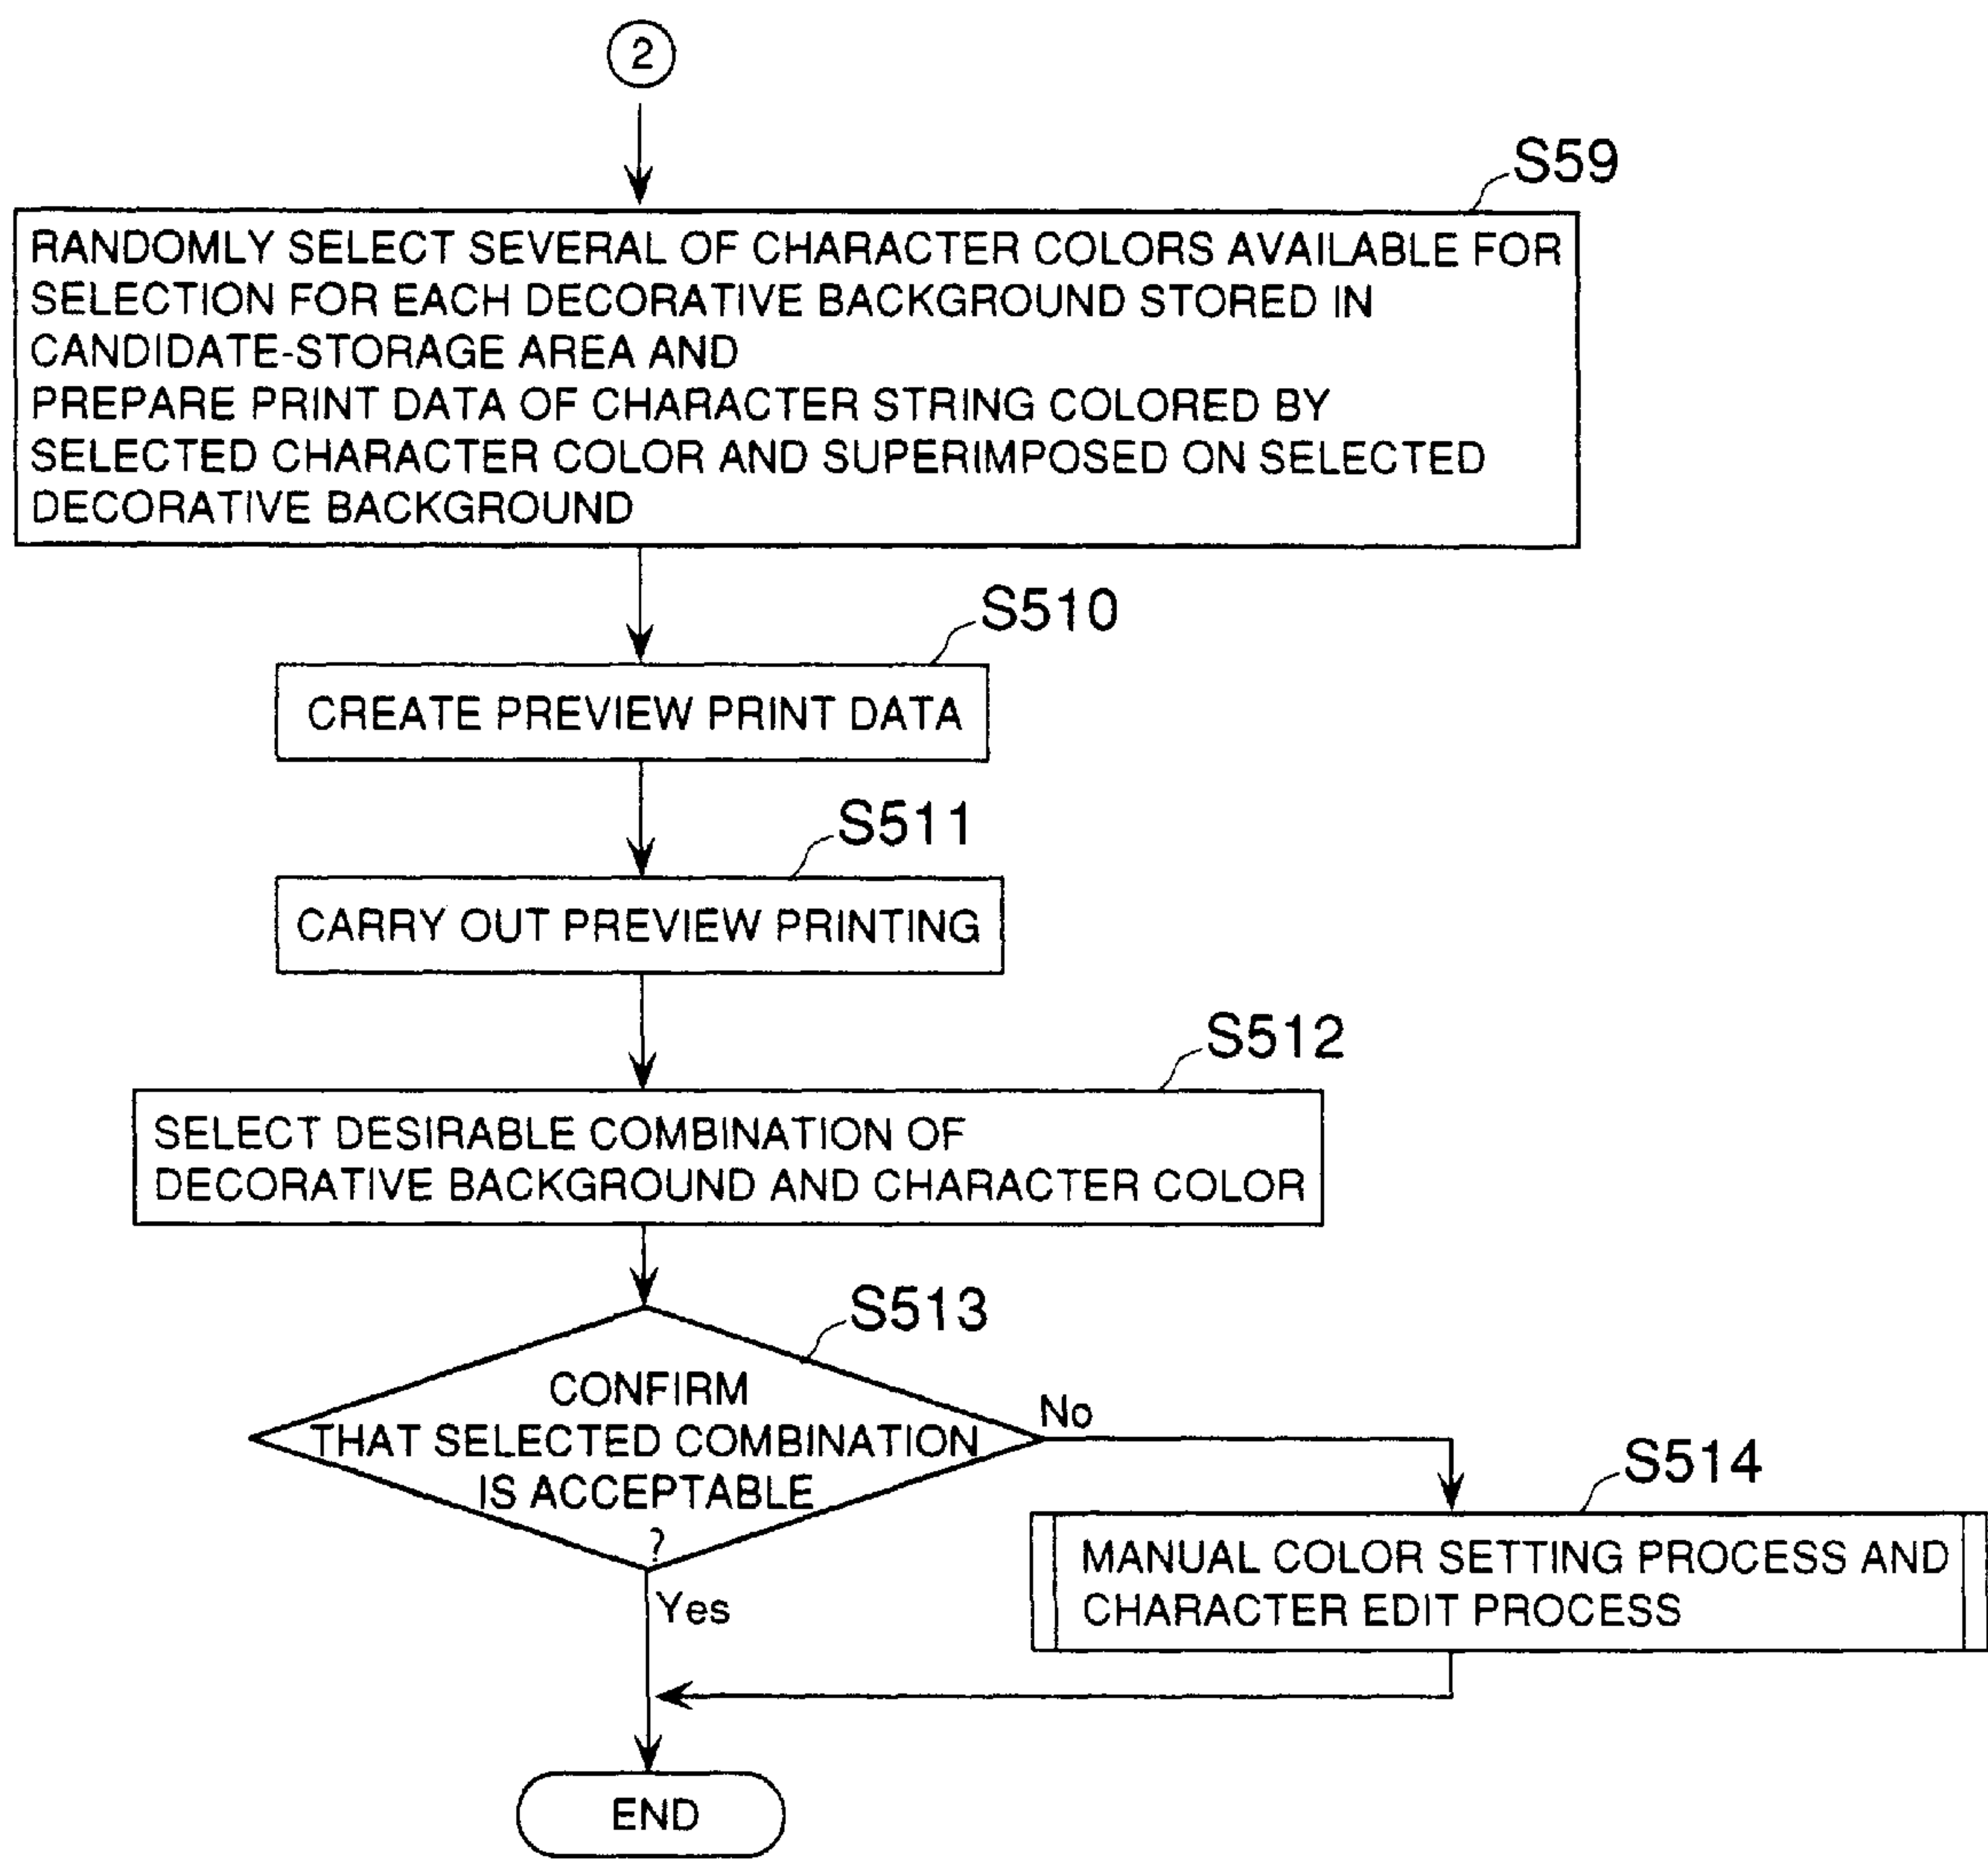 2
S59
RANDOMLY SELECT SEVERAL OF CHARACTER COLORS AVAILABLE FOR
SELECTION FOR EACH DECORATIVE BACKGROUND STORED IN
CANDIDATE-STORAGE AREA AND
PREPARE PRINT DATA OF CHARACTER STRING COLORED BY
SELECTED CHARACTER COLOR AND SUPERIMPOSED ON SELECTED
DECORATIVE BACKGROUND
S510
CREATE PREVIEW PRINT DATA
S511
CARRY OUT PREVIEW PRINTING
S512
SELECT DESIRABLE COMBINATION OF
DECORATIVE BACKGROUND AND CHARACTER COLOR
S513
CONFIRM
THAT SELECTED COMBINATION
IS ACCEPTABLE
?
No
S514
MANUAL COLOR SETTING PROCESS AND
CHARACTER EDIT PROCESS
Yes
END